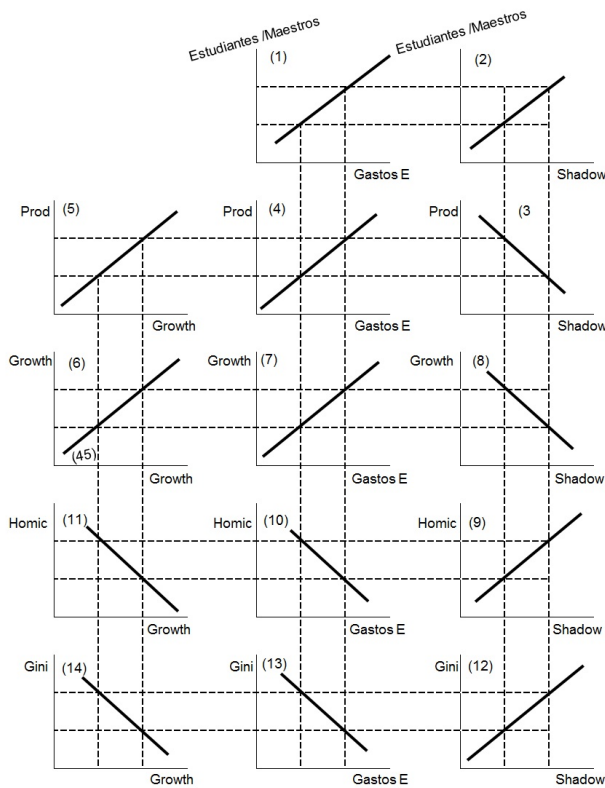 Estudiantes /Maestros
Estudiantes /Maestros
(1)
(2)
Gastos E
Shadow
Prod
(5)
Prod
(4)
Prod
(3
Growth
Gastos E
Shadow
Growth
(6)
Growth
(7)
Growth
(8)
(45)
Growth
Gastos E
Shadow
Homic
(11)
Homic
(10)
Homic
(9)
Growth
Gastos E
Shadow
Gini
(14)
Gini
(13)
Gini
(12)
Growth
Gastos E
Shadow